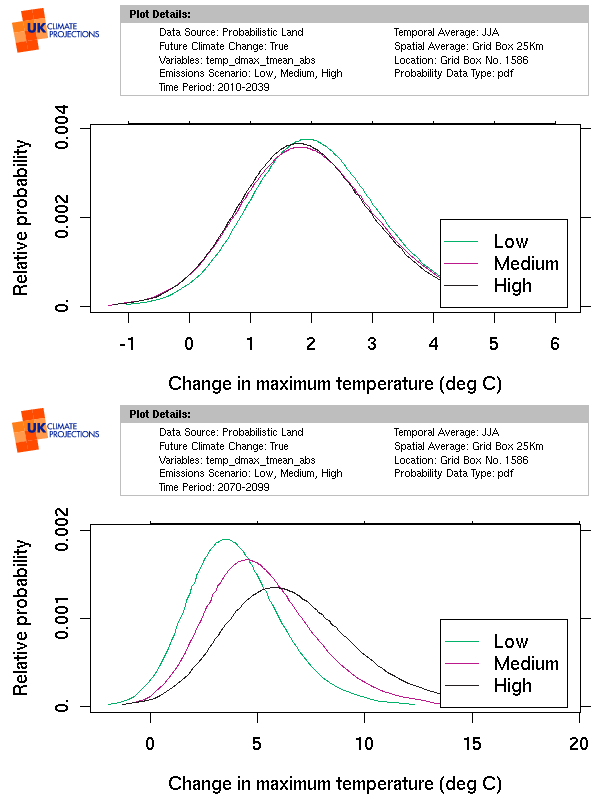 UK CLIMATE
PROJECTIONS
Plot Details:
Data Source: Probabilistic Land
Future Climate Change: True
Variables: temp_dmax_tmean_abs
Emissions Scenario: Low, Medium, High
Time Period: 2010-2039
Temporal Average: JJA
Spatial Average: Grid Box 25Km
Location: Grid Box No. 1586
Probability Data Type: pdf
Relative probability
0.004
0.002
0.
Low
Medium
High
-1 0 1 2 3 4 5 6
Change in maximum temperature (deg C)
UK CLIMATE
PROJECTIONS
Plot Details:
Data Source: Probabilistic Land
Future Climate Change: True
Variables: temp_dmax_tmean_abs
Emissions Scenario: Low, Medium, High
Time Period: 2070-2099
Temporal Average: JJA
Spatial Average: Grid Box 25Km
Location: Grid Box No. 1586
Probability Data Type: pdf
Relative probability
0.002
0.001
0.
Low
Medium
High
0 5 10 15 20
Change in maximum temperature (deg C)